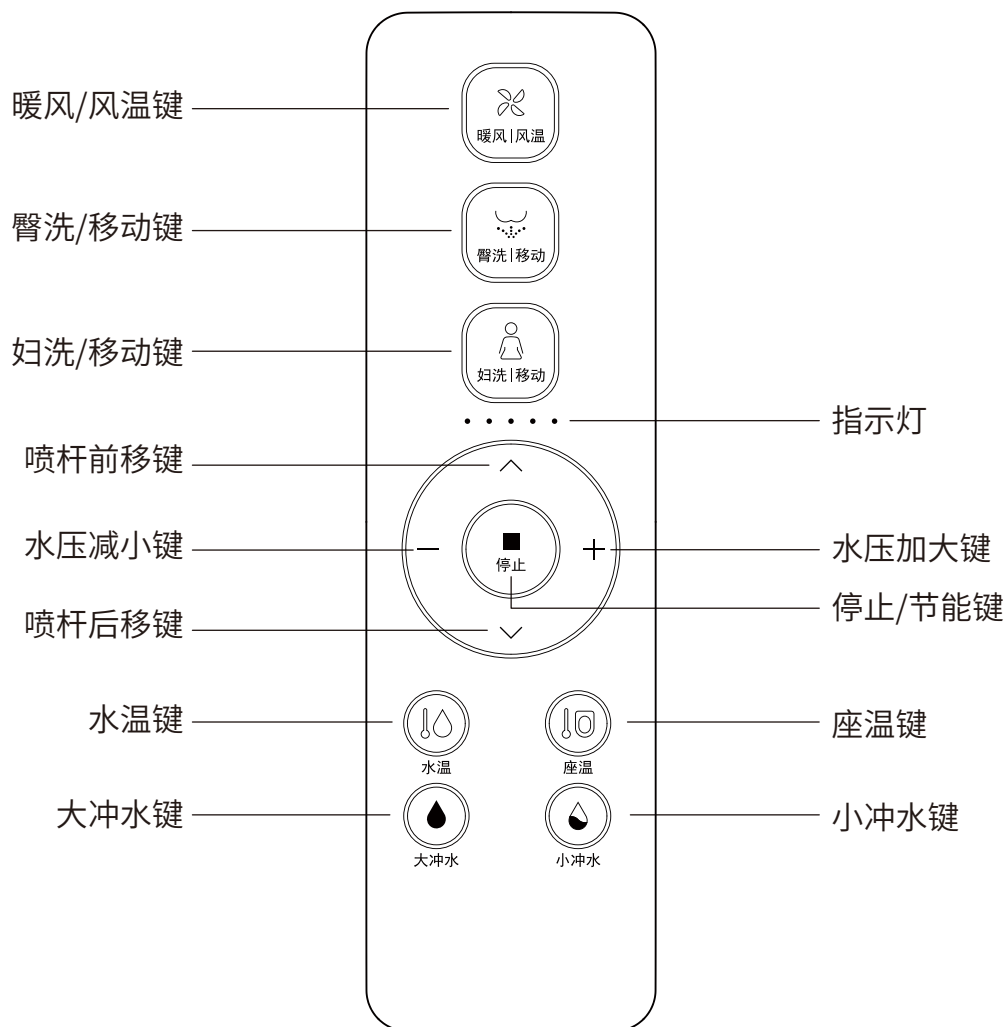 暖风/风温键
暖风|风温
臀洗/移动键
臀洗|移动
妇洗/移动键
妇洗|移动
指示灯
喷杆前移键
水压减小键
停止
水压加大键
停止/节能键
喷杆后移键
水温键
水温
座温
座温键
大冲水键
大冲水
小冲水
小冲水键